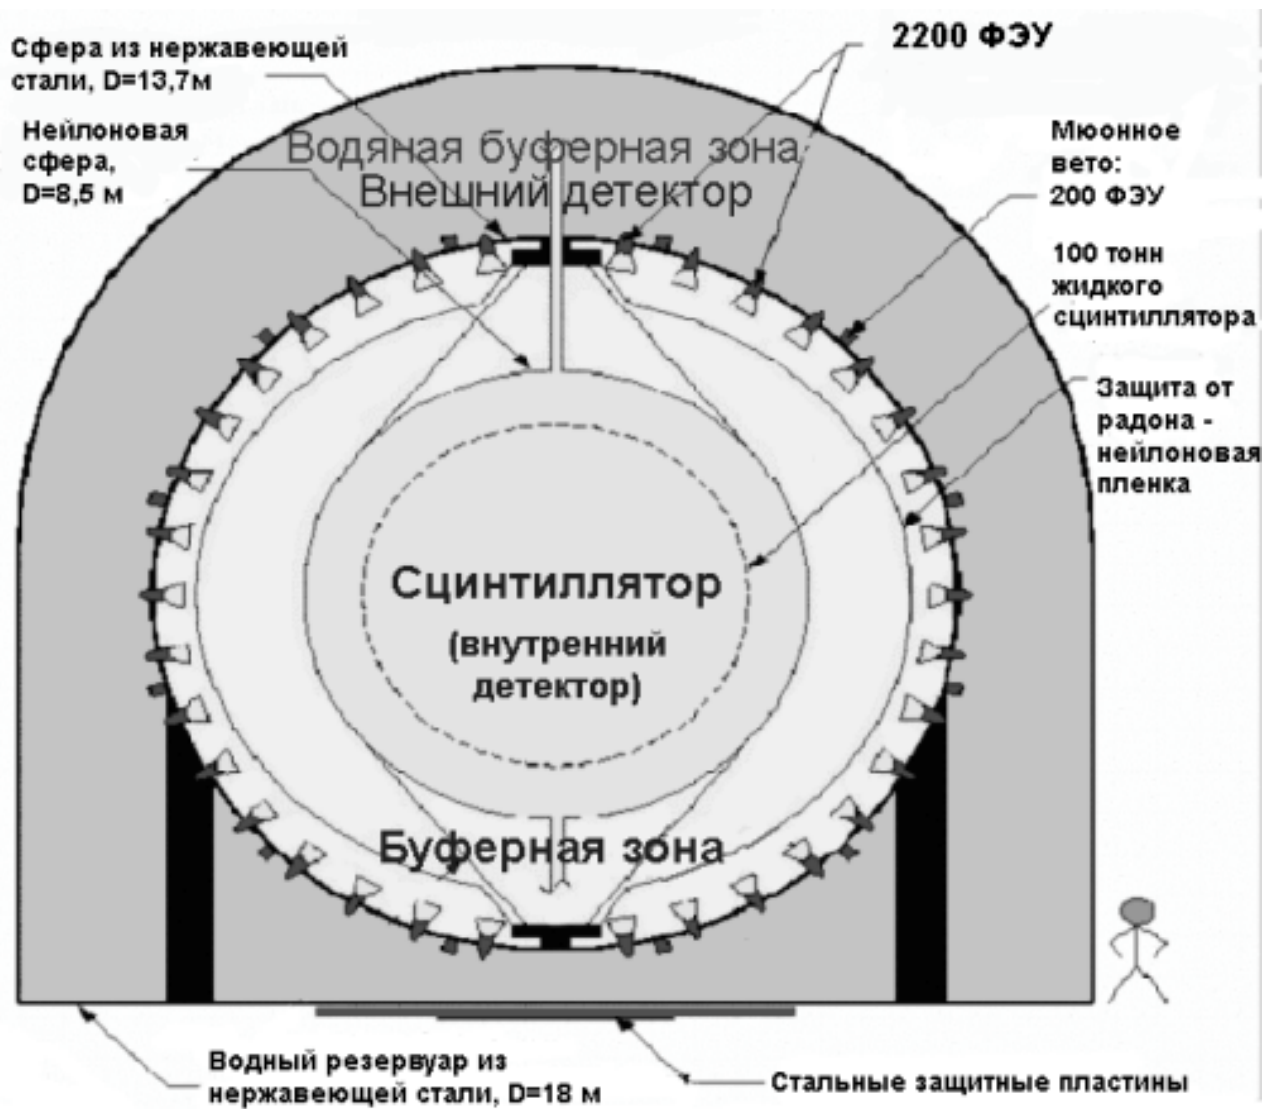 Сфера из нержавеющей
стали, D=13,7м
2200 ФЭУ
Нейлоновая
сфера,
D=8,5 м
Водяная буферная зона
Внешний детектор
Мюонное
вето:
200 ФЭУ
100 тонн
жидкого
сцинтиллятора
Защита от
радона -
нейлоновая
пленка
Сцинтиллятор
(внутренний
детектор)
Буферная зона
Водный резервуар из
нержавеющей стали, D=18 м
Стальные защитные пластины